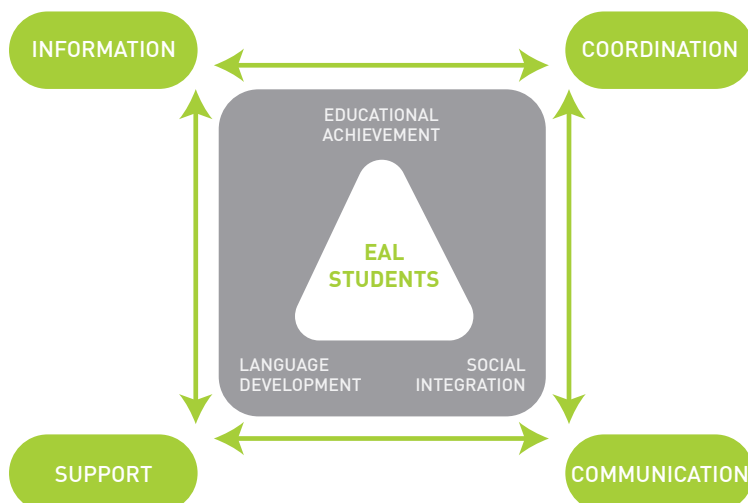 INFORMATION
COORDINATION
EDUCATIONAL
ACHIEVEMENT
EAL
STUDENTS
LANGUAGE
DEVELOPMENT
SOCIAL
INTEGRATION
SUPPORT
COMMUNICATION